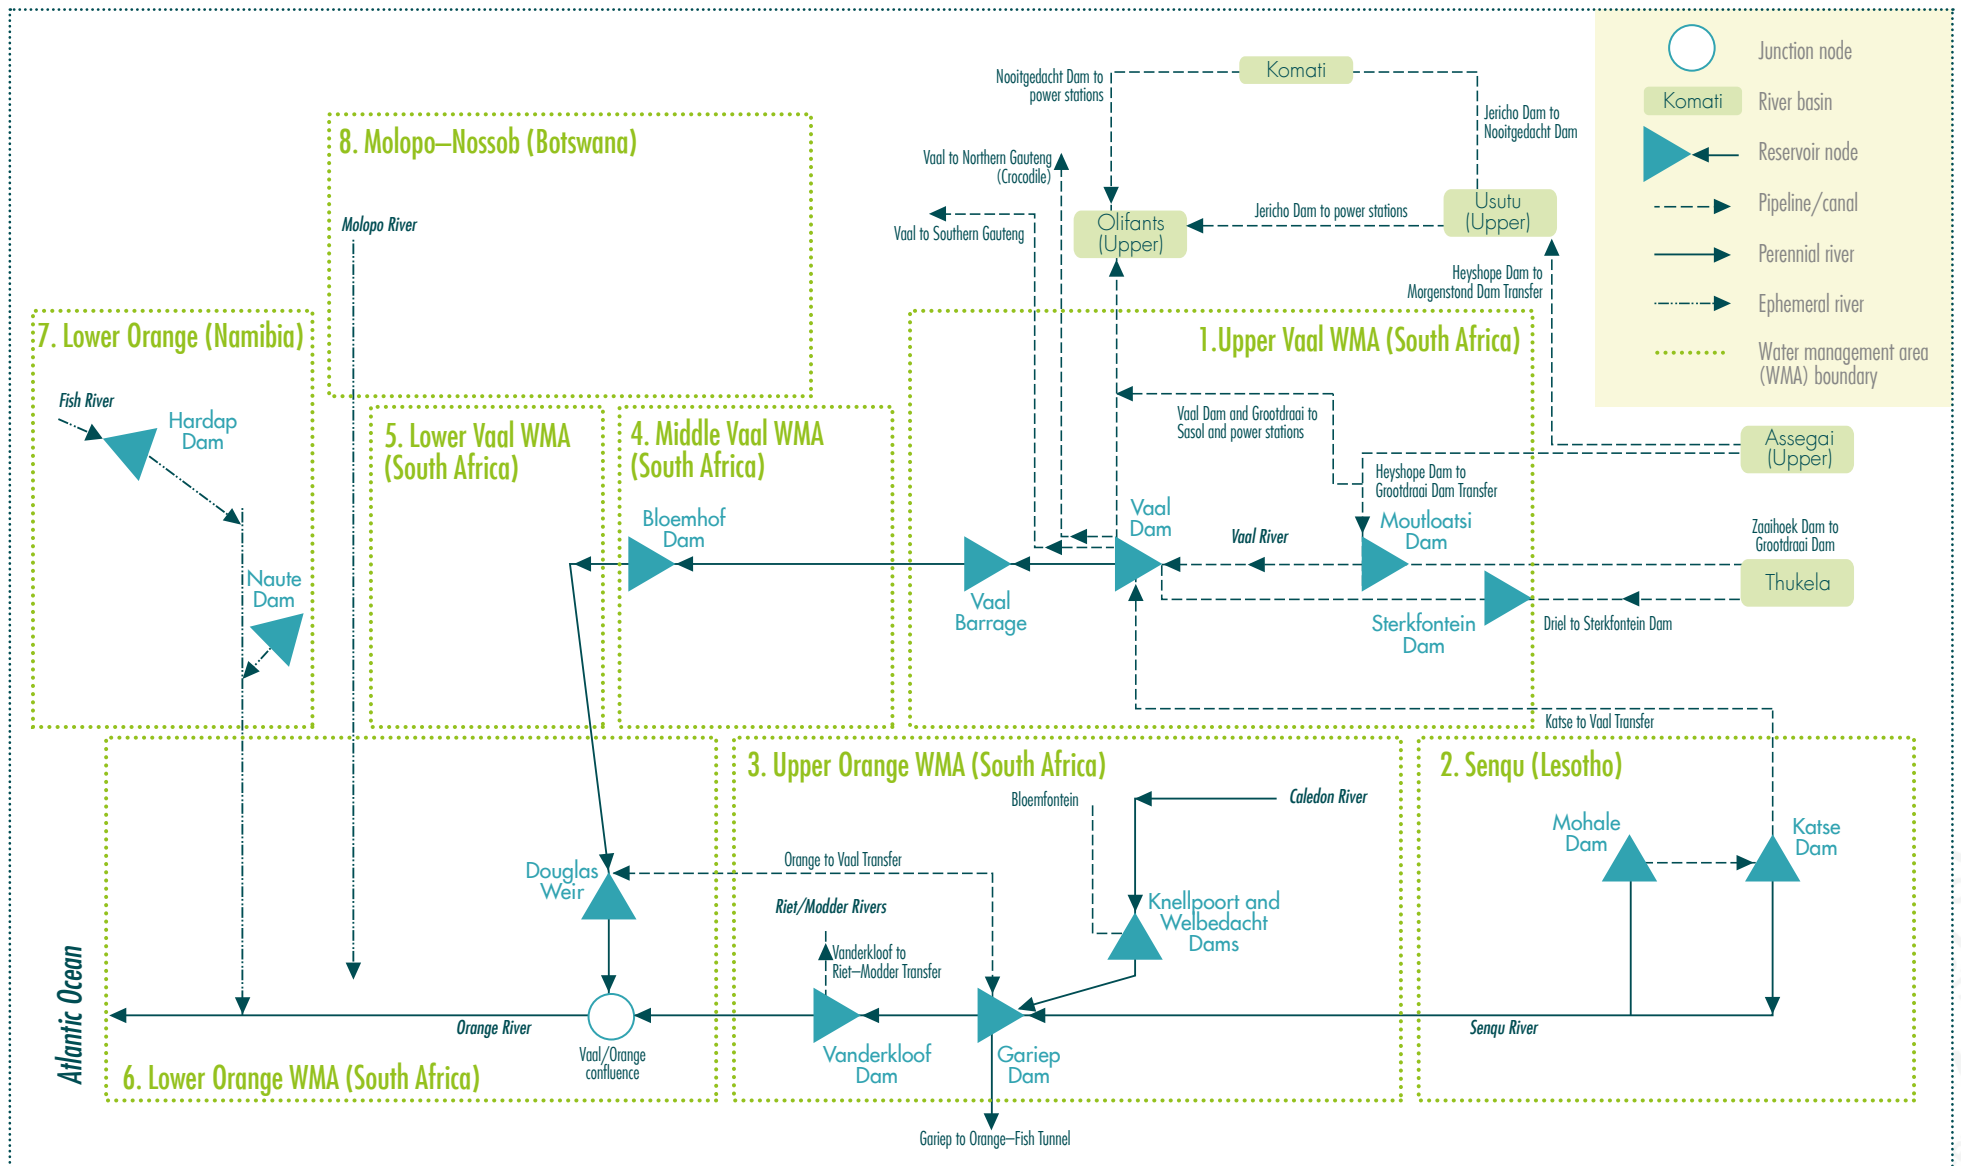 Junction node
Komati
River basin
Reservoir node
Pipeline/canal
Perennial river
Ephemeral river
Water management area
(WMA) boundary
Komati
Nooitgedacht Dam to
power stations
Jericho Dam to
Nooitgedacht Dam
8. Molopo–Nossob (Botswana)
Molopo River
Vaal to Northern Gauteng
(Crocodile)
Vaal to Southern Gauteng
Olifants
(Upper)
Jericho Dam to power stations
Usutu
(Upper)
Heyshope Dam to
Morgenstond Dam Transfer
7. Lower Orange (Namibia)
Fish River
Hardap
Dam
Naute
Dam
1.Upper Vaal WMA (South Africa)
Vaal Dam and Grootdraai to
Sasol and power stations
Heyshope Dam to
Grootdraai Dam Transfer
Assegai
(Upper)
5. Lower Vaal WMA
(South Africa)
4. Middle Vaal WMA
(South Africa)
Bloemhof
Dam
Vaal
Barrage
Vaal
Dam
Vaal River
Moutloatsi
Dam
Zaaihoek Dam to
Grootdraai Dam
Thukela
Sterkfontein
Dam
Driel to Sterkfontein Dam
Katse to Vaal Transfer
3. Upper Orange WMA (South Africa)
2. Senqu (Lesotho)
Bloemfontein
Caledon River
Mohale
Dam
Katse
Dam
Douglas
Weir
Orange to Vaal Transfer
Riet/Modder Rivers
Vanderkloof to
Riet–Modder Transfer
Knellpoort and
Welbedacht
Dams
Atlantic Ocean
Orange River
Vaal/Orange
confluence
Vanderkloof
Dam
Gariep
Dam
Senqu River
6. Lower Orange WMA (South Africa)
Gariep to Orange–Fish Tunnel